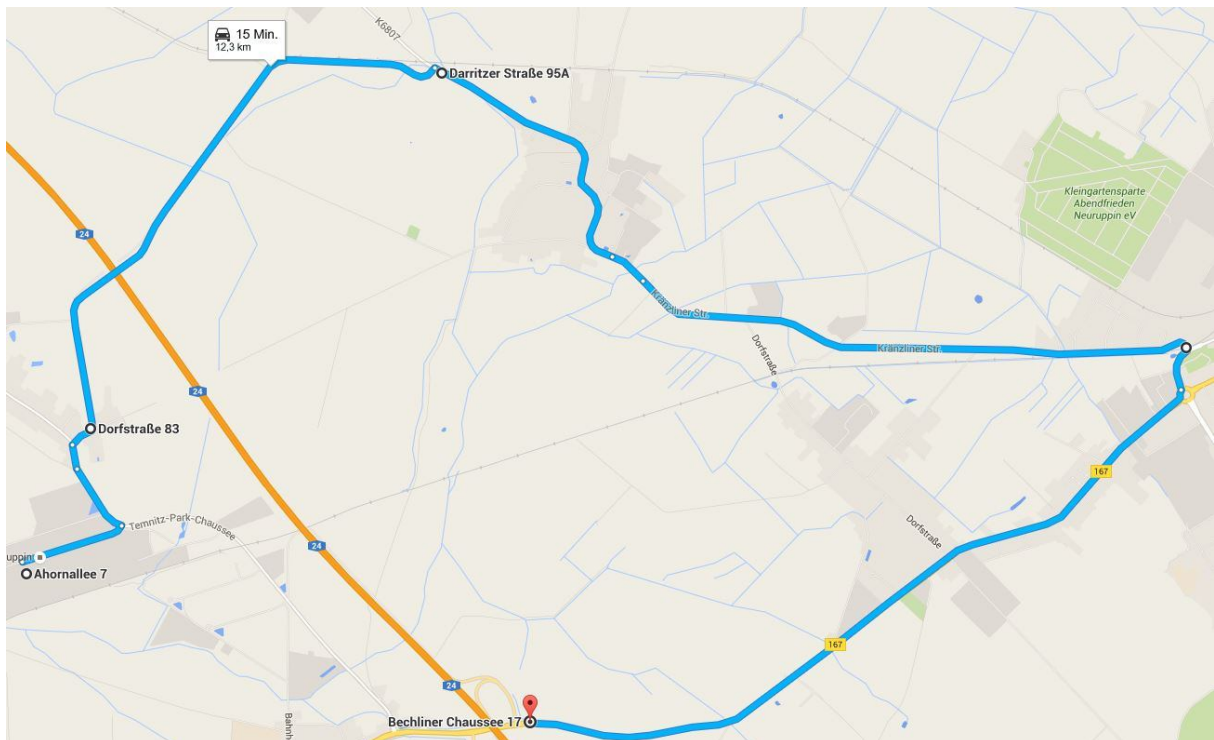 15 Min.
12,3 km
K6807
Darritzer Straße 95A
Kleingartensparte
Abendfrieden
Neuruppin eV
24
Kränzliner Str.
Kränzliner Str.
Dorfstraße
24
Dorfstraße 83
167
Temnitz-Park-Chaussee
Dorfstraße
24
uppin
Ahornallee 7
167
24
Bechliner Chaussee 17
Bahnh